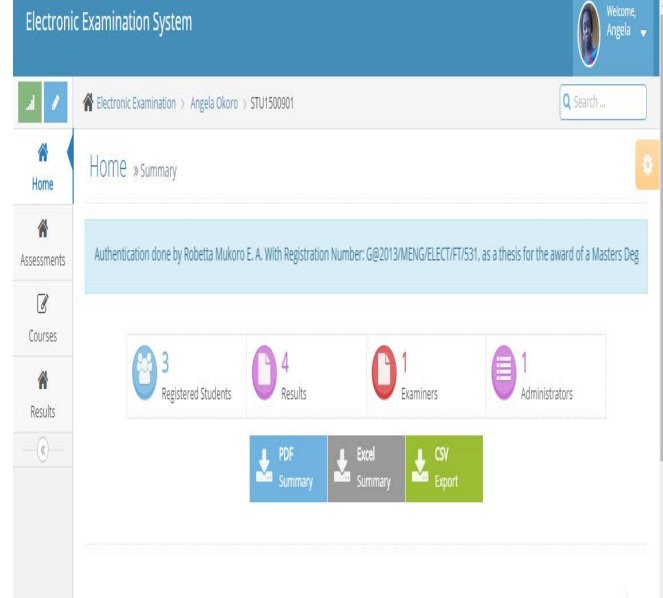 Electronic Examination System
Welcome,
Angela
Electronic Examination > Angela Okoro > STU1500901
Search ...
Home » Summary
Home
Assessments
Courses
Results
Authentication done by Robetta Mukoro E. A. With Registration Number: G@2013/MENG/ELECT/FT/531, as a thesis for the award of a Masters Deg
3
Registered Students
4
Results
1
Examiners
1
Administrators
PDF
Summary
Excel
Summary
CSV
Export